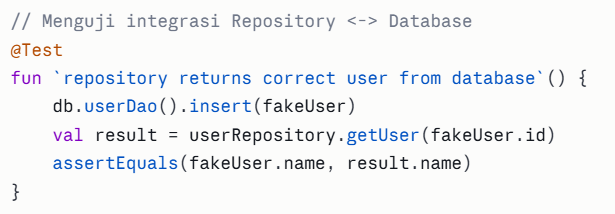 // Menguji integrasi Repository <-> Database
@Test
fun `repository returns correct user from database`() {
    db.userDao().insert(fakeUser)
    val result = userRepository.getUser(fakeUser.id)
    assertEquals(fakeUser.name, result.name)
}